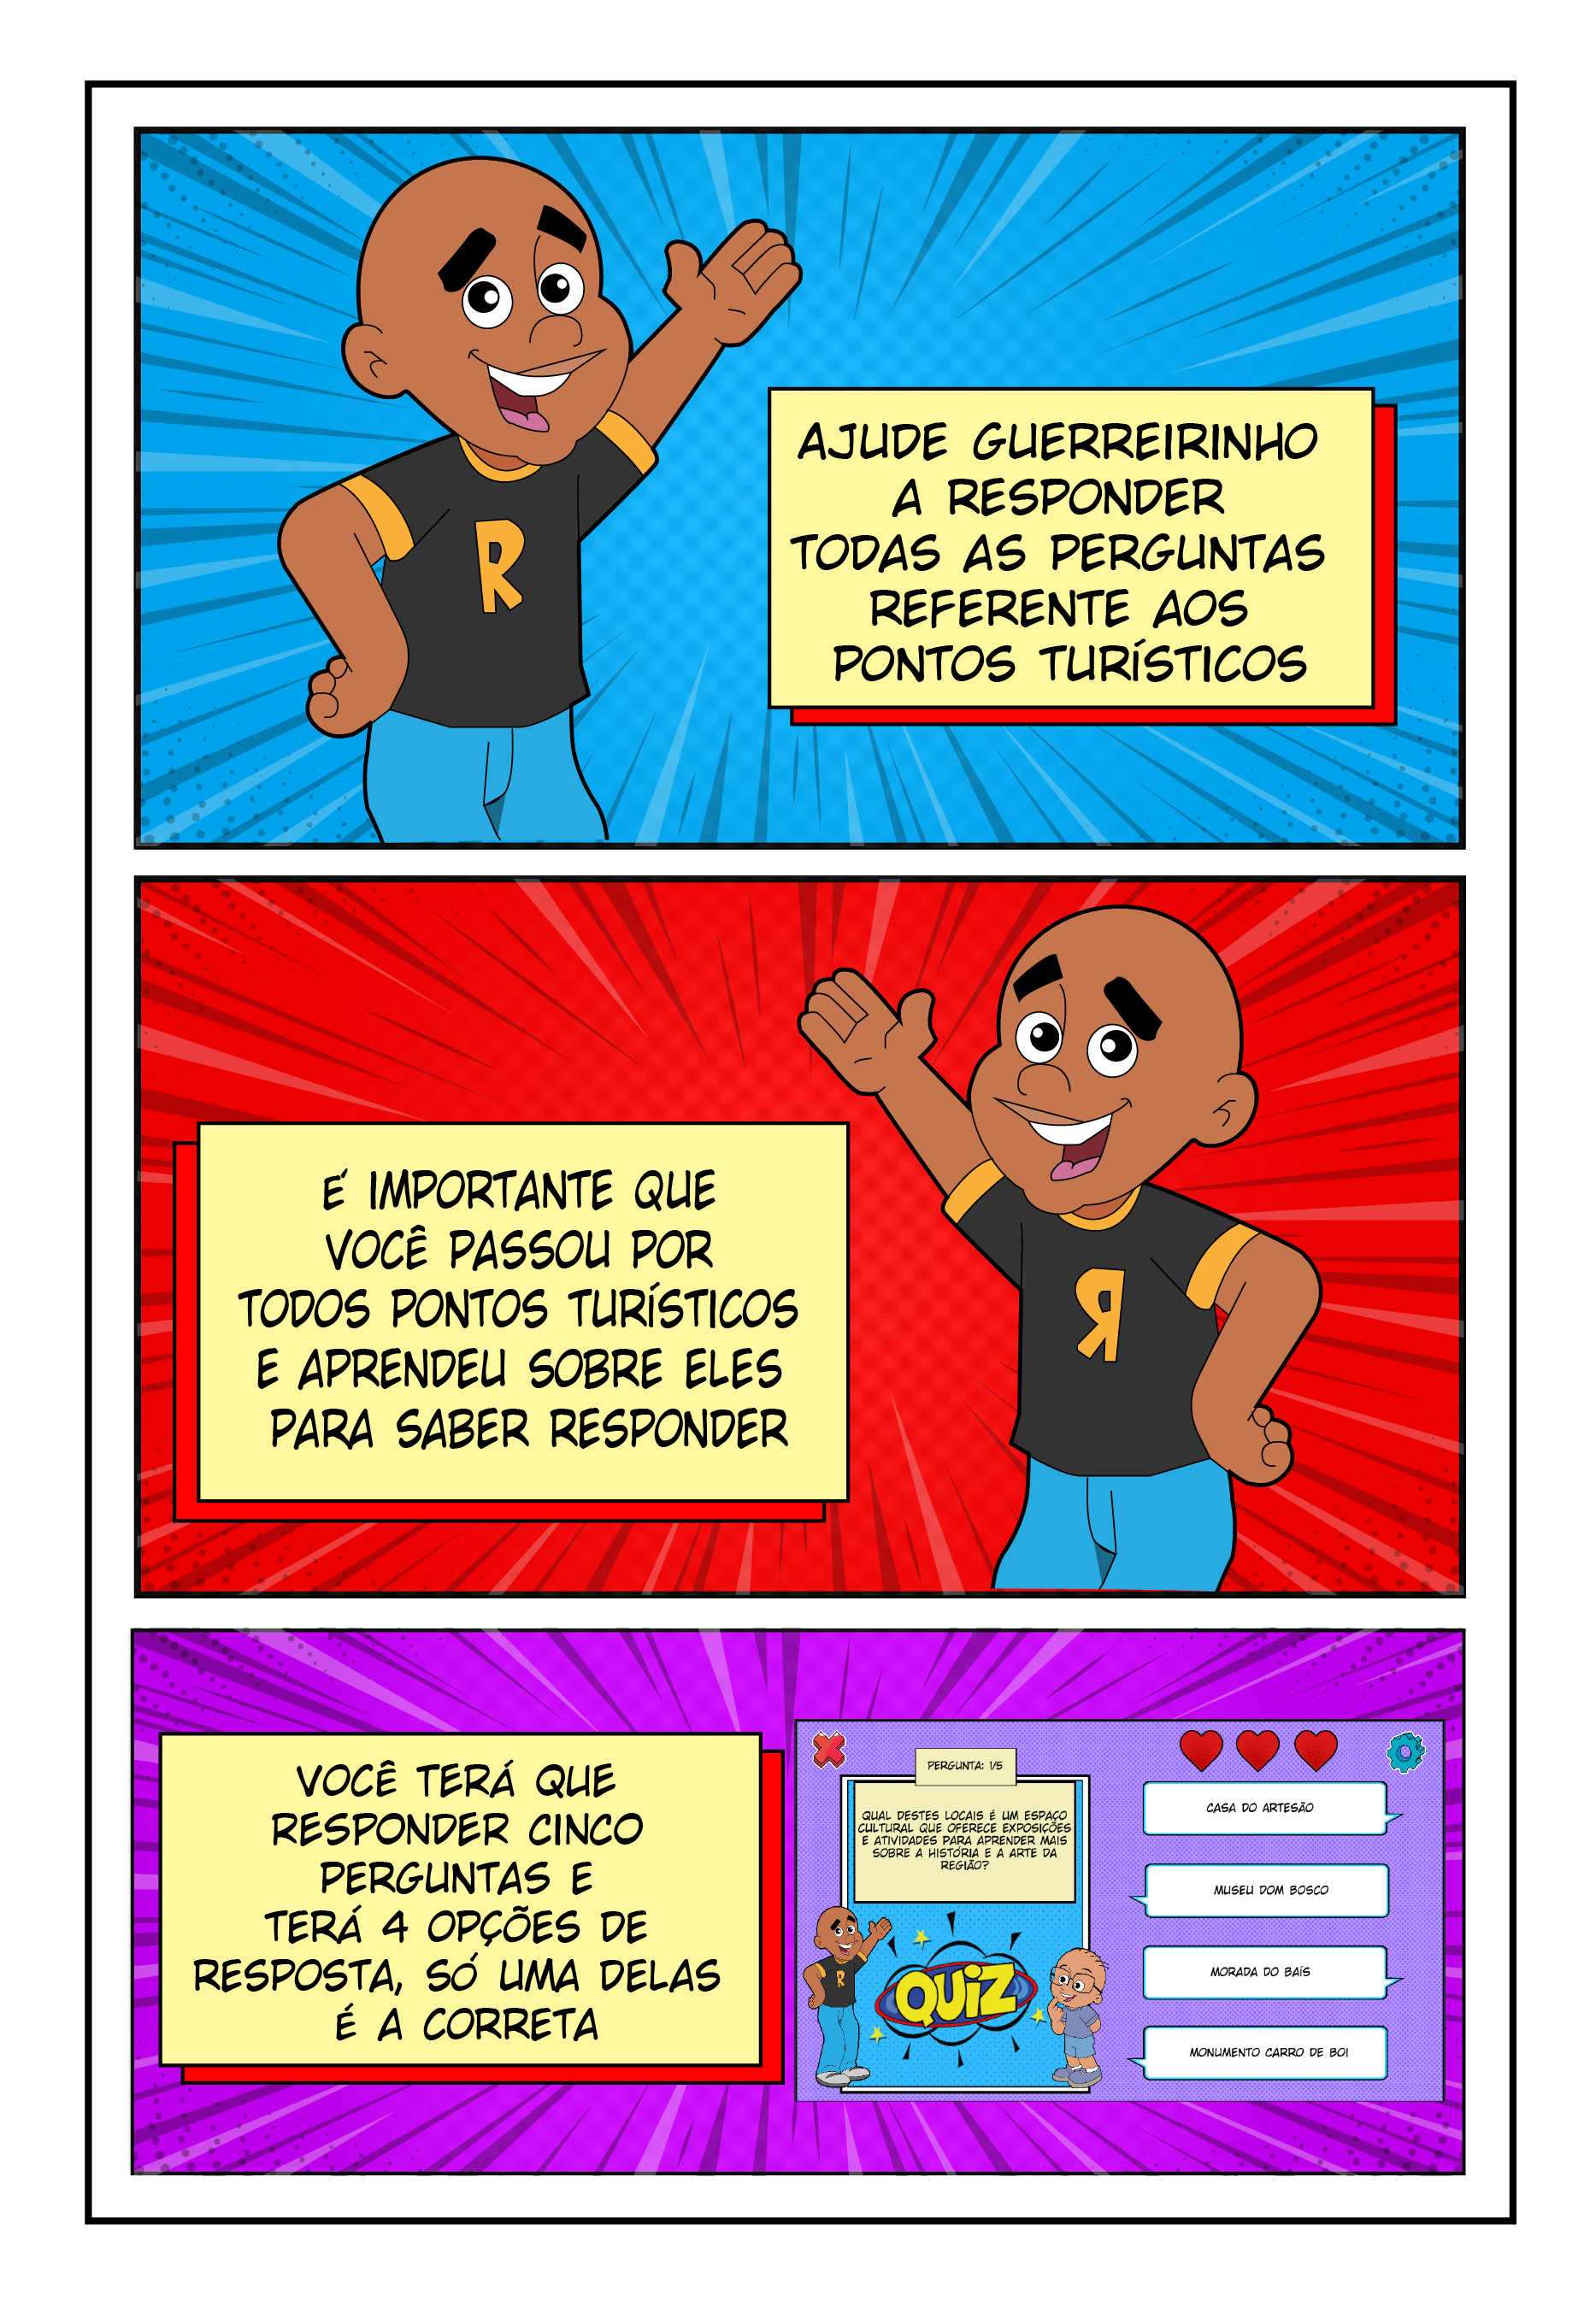 AJUDE GUERREIRINHO
A RESPONDER
TODAS AS PERGUNTAS
REFERENTE AOS
PONTOS TURÍSTICOS
R
É IMPORTANTE QUE
VOCÊ PASSOU POR
TODOS PONTOS TURÍSTICOS
E APRENDEU SOBRE ELES
PARA SABER RESPONDER
R
VOCÊ TERÁ QUE
RESPONDER CINCO
PERGUNTAS E
TERÁ 4 OPÇÕES DE
RESPOSTA, SÓ UMA DELAS
É A CORRETA
PERGUNTA: 1/5
QUAL DESTES LOCAIS É UM ESPAÇO
CULTURAL QUE OFERECE EXPOSIÇÕES
E ATIVIDADES PARA APRENDER MAIS
SOBRE A HISTÓRIA E A ARTE DA
REGIÃO?
R
QUIZ
CASA DO ARTESÃO
MUSEU DOM BOSCO
MORADA DO BAÍS
MONUMENTO CARRO DE BOI